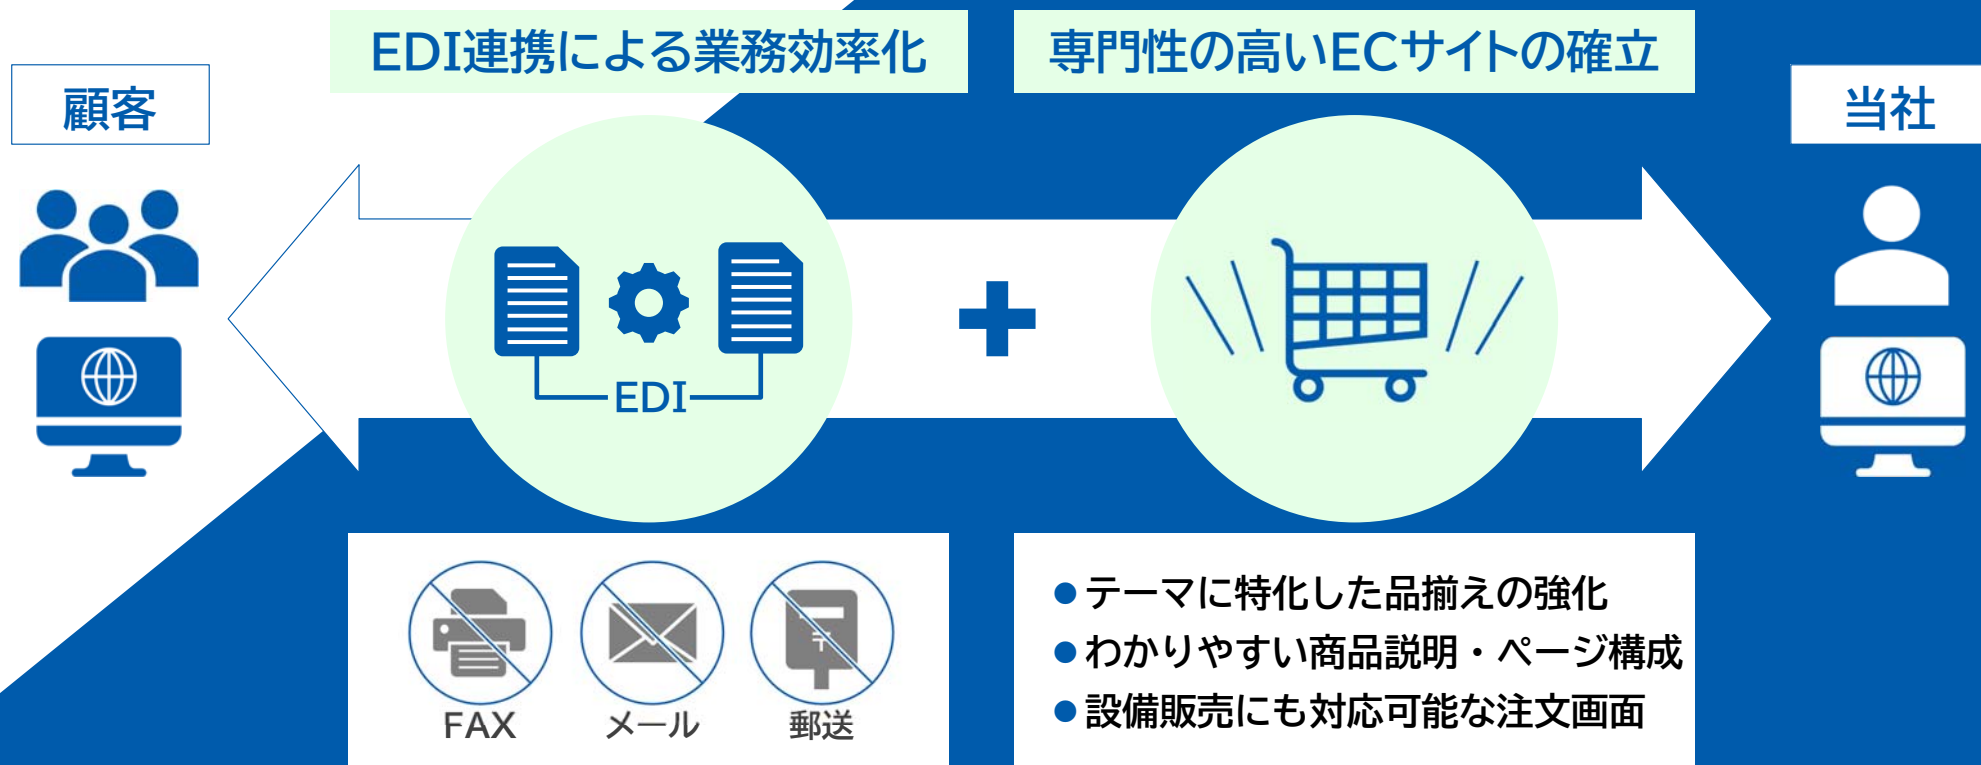 EDI連携による業務効率化
専門性の高いECサイトの確立
顧客
当社
EDI
FAX
メール
郵送
●テーマに特化した品揃えの強化
●わかりやすい商品説明・ページ構成
●設備販売にも対応可能な注文画面